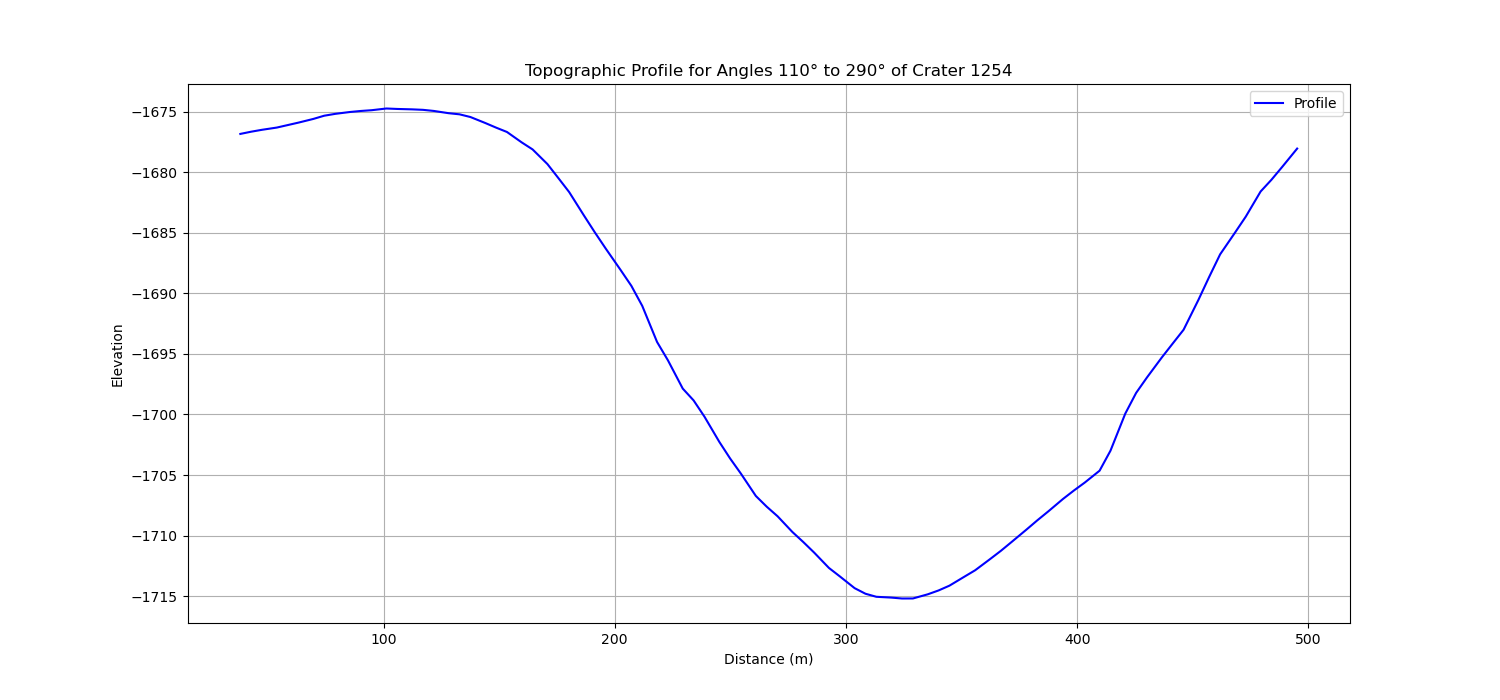 Topographic Profile for Angles 110° to 290° of Crater 1254
Profile
−1675
−1680
−1685
−1690
−1695
−1700
−1705
−1710
−1715
Elevation
100 200 300 400 500
Distance (m)